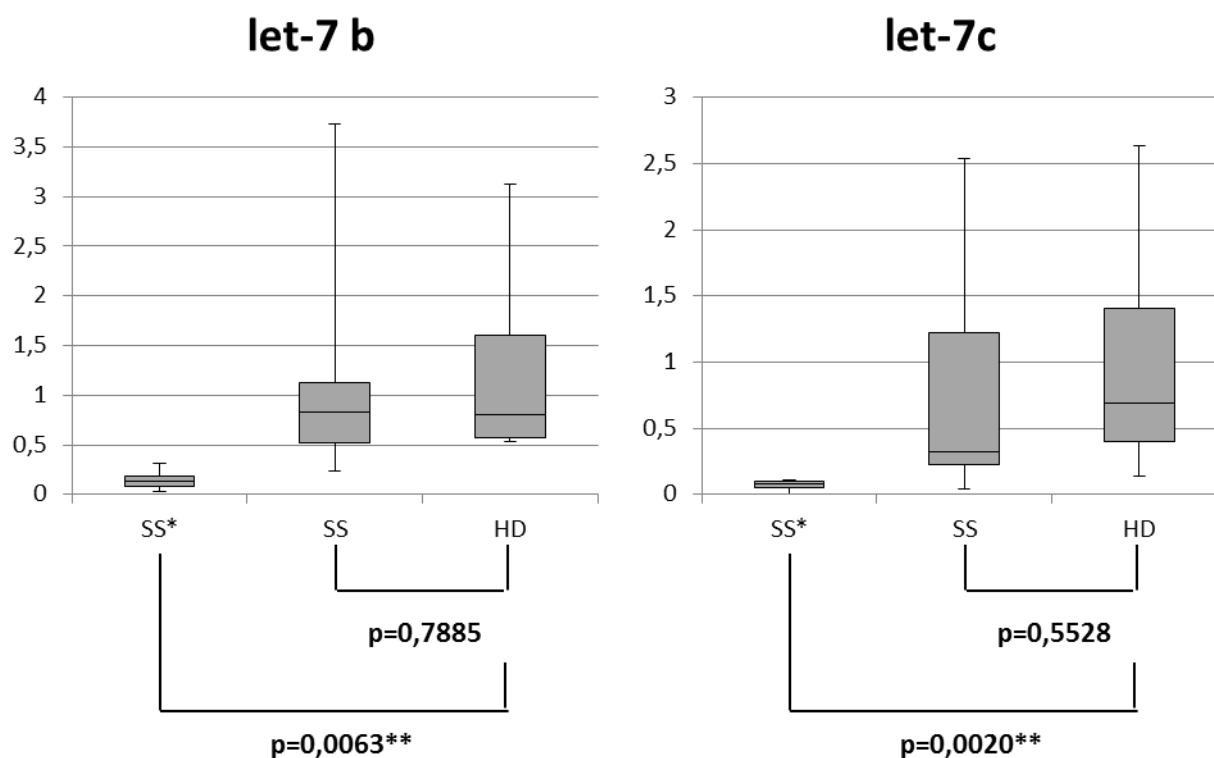 let-7 b
4
3,5
3
2,5
2
1,5
1
0,5
0
SS* SS HD
p=0,7885
p=0,0063**
let-7c
3
2,5
2
1,5
1
0,5
0
SS* SS HD
p=0,5528
p=0,0020**